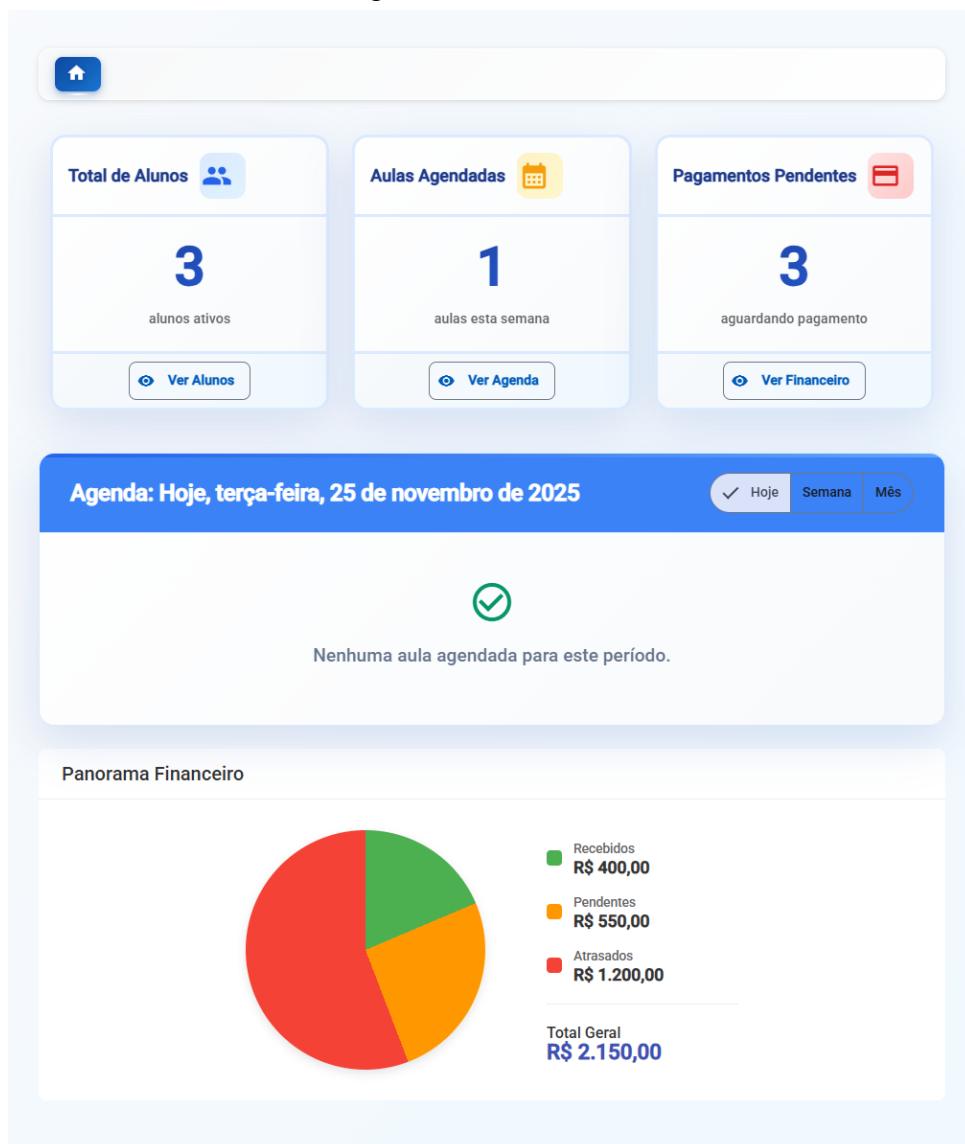 Total de Alunos
Aulas Agendadas
Pagamentos Pendentes
3
1
3
alunos ativos
aulas esta semana
aguardando pagamento
Ver Alunos
Ver Agenda
Ver Financeiro
Agenda: Hoje, terça-feira, 25 de novembro de 2025
Hoje
Semana
Mês
Nenhuma aula agendada para este período.
Panorama Financeiro
Recebidos
R$ 400,00
Pendentes
R$ 550,00
Atrasados
R$ 1.200,00
Total Geral
R$ 2.150,00